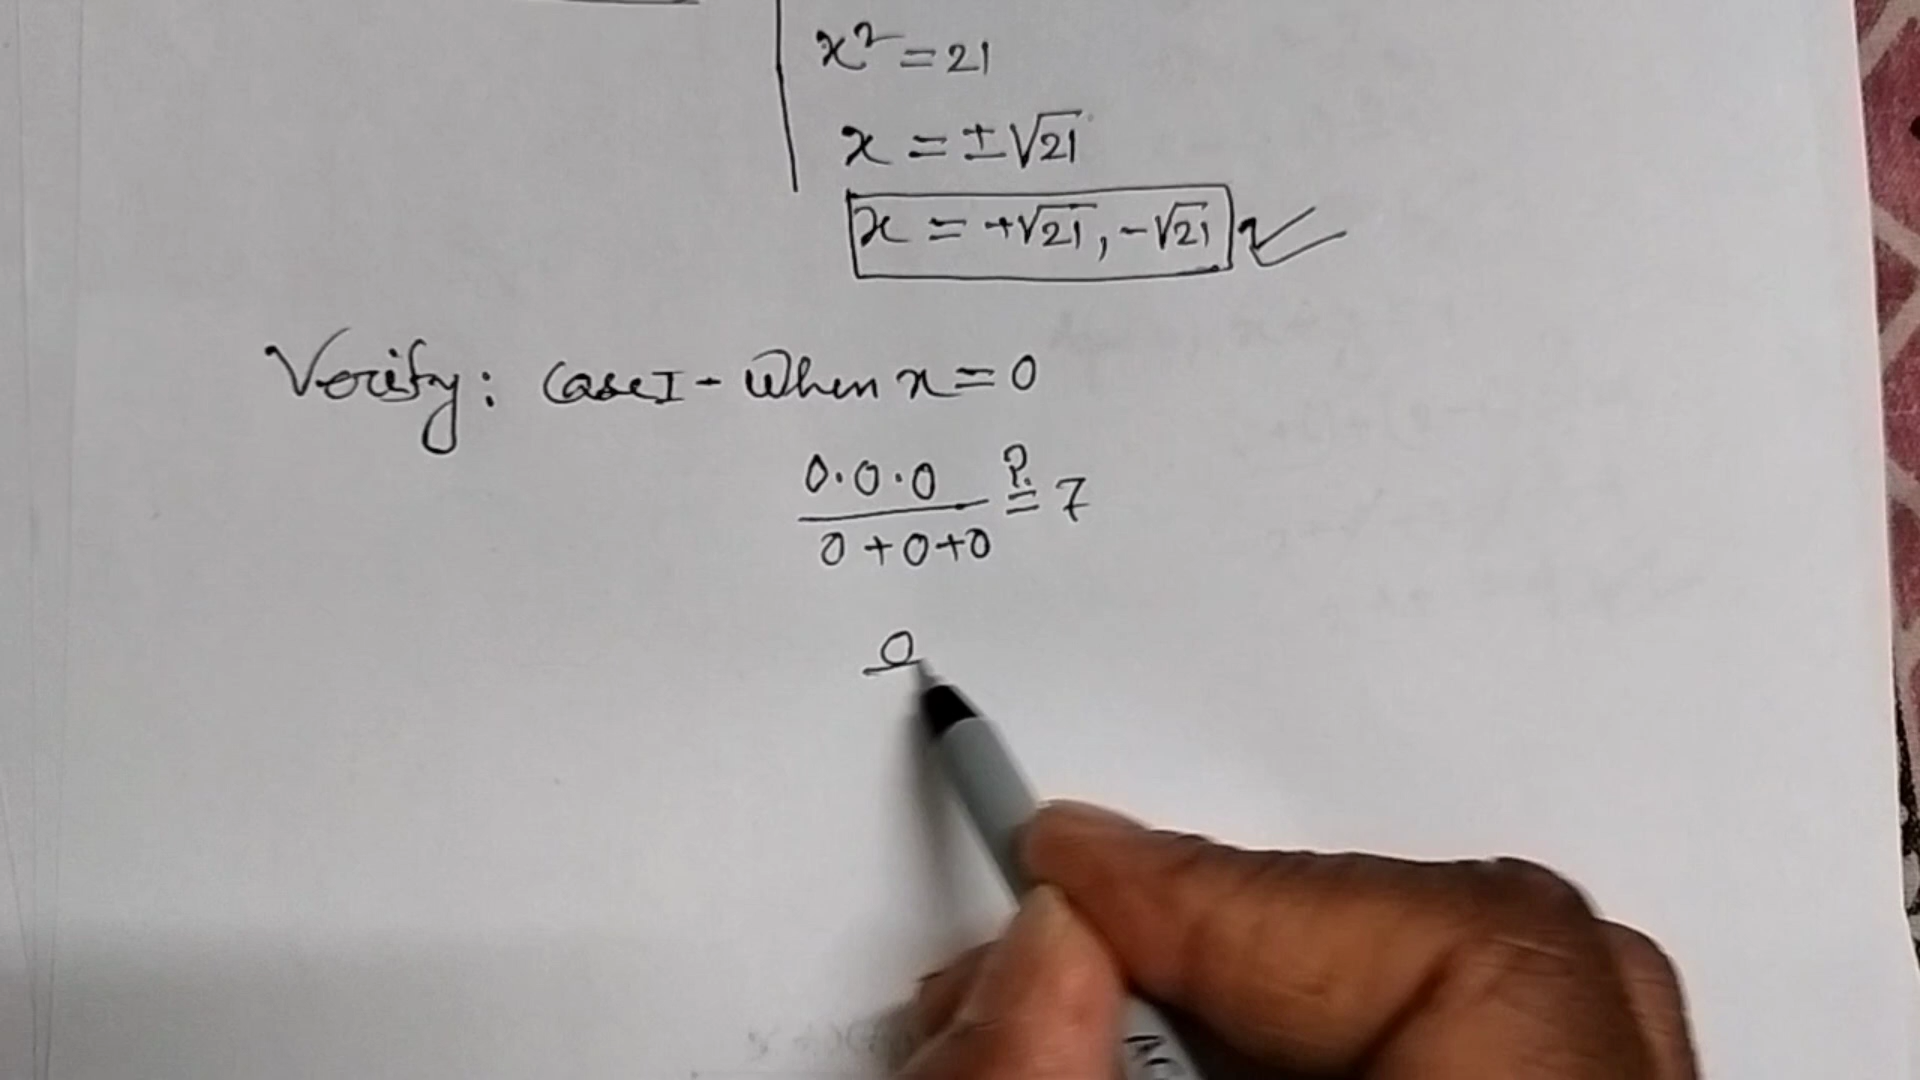 x² = 21
x = ±√21
x = +√21, -√21
Verify: Case I - When x = 0
0·0·0 / 0+0+0 ≟ 7
0